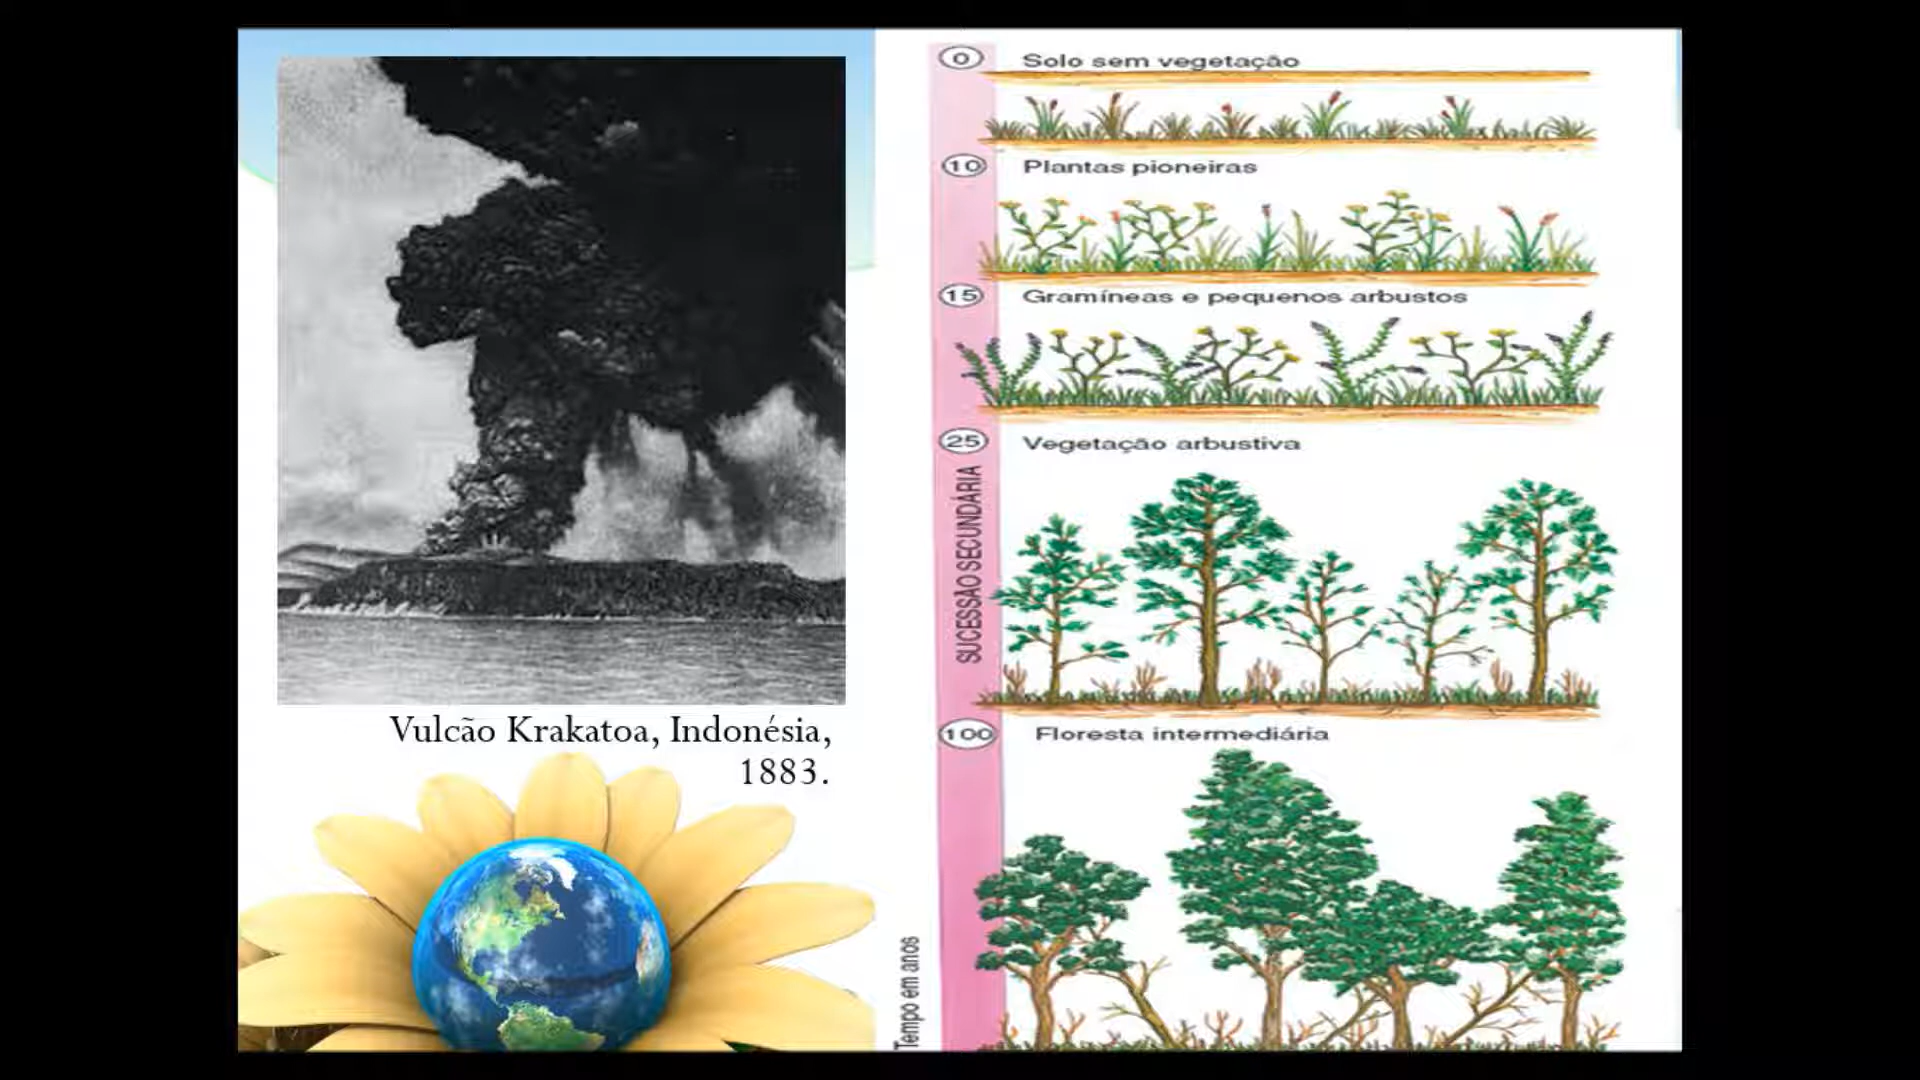 Vulcão Krakatoa, Indonésia,
1883.
0 Solo sem vegetação
10 Plantas pioneiras
15 Gramíneas e pequenos arbustos
25 Vegetação arbustiva
SUCESSÃO SECUNDÁRIA
100 Floresta intermediária
Tempo em anos